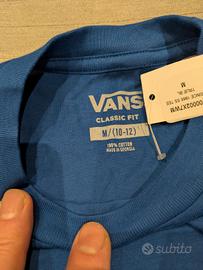 VANS
CLASSIC FIT
M/(10-12)
100% COTTON
MADE IN GEORGIA
M
subito